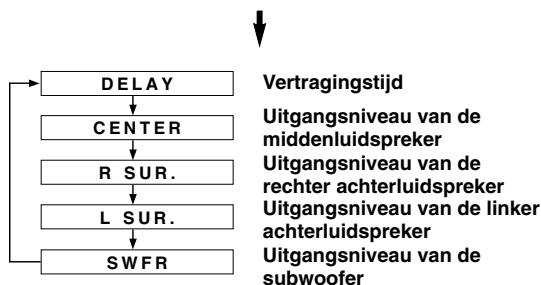 DELAY Vertragingstijd
CENTER Uitgangsniveau van de
middenluidspreker
R SUR. Uitgangsniveau van de
rechter achterluidspreker
L SUR. Uitgangsniveau van de linker
achterluidspreker
SWFR Uitgangsniveau van de
subwoofer